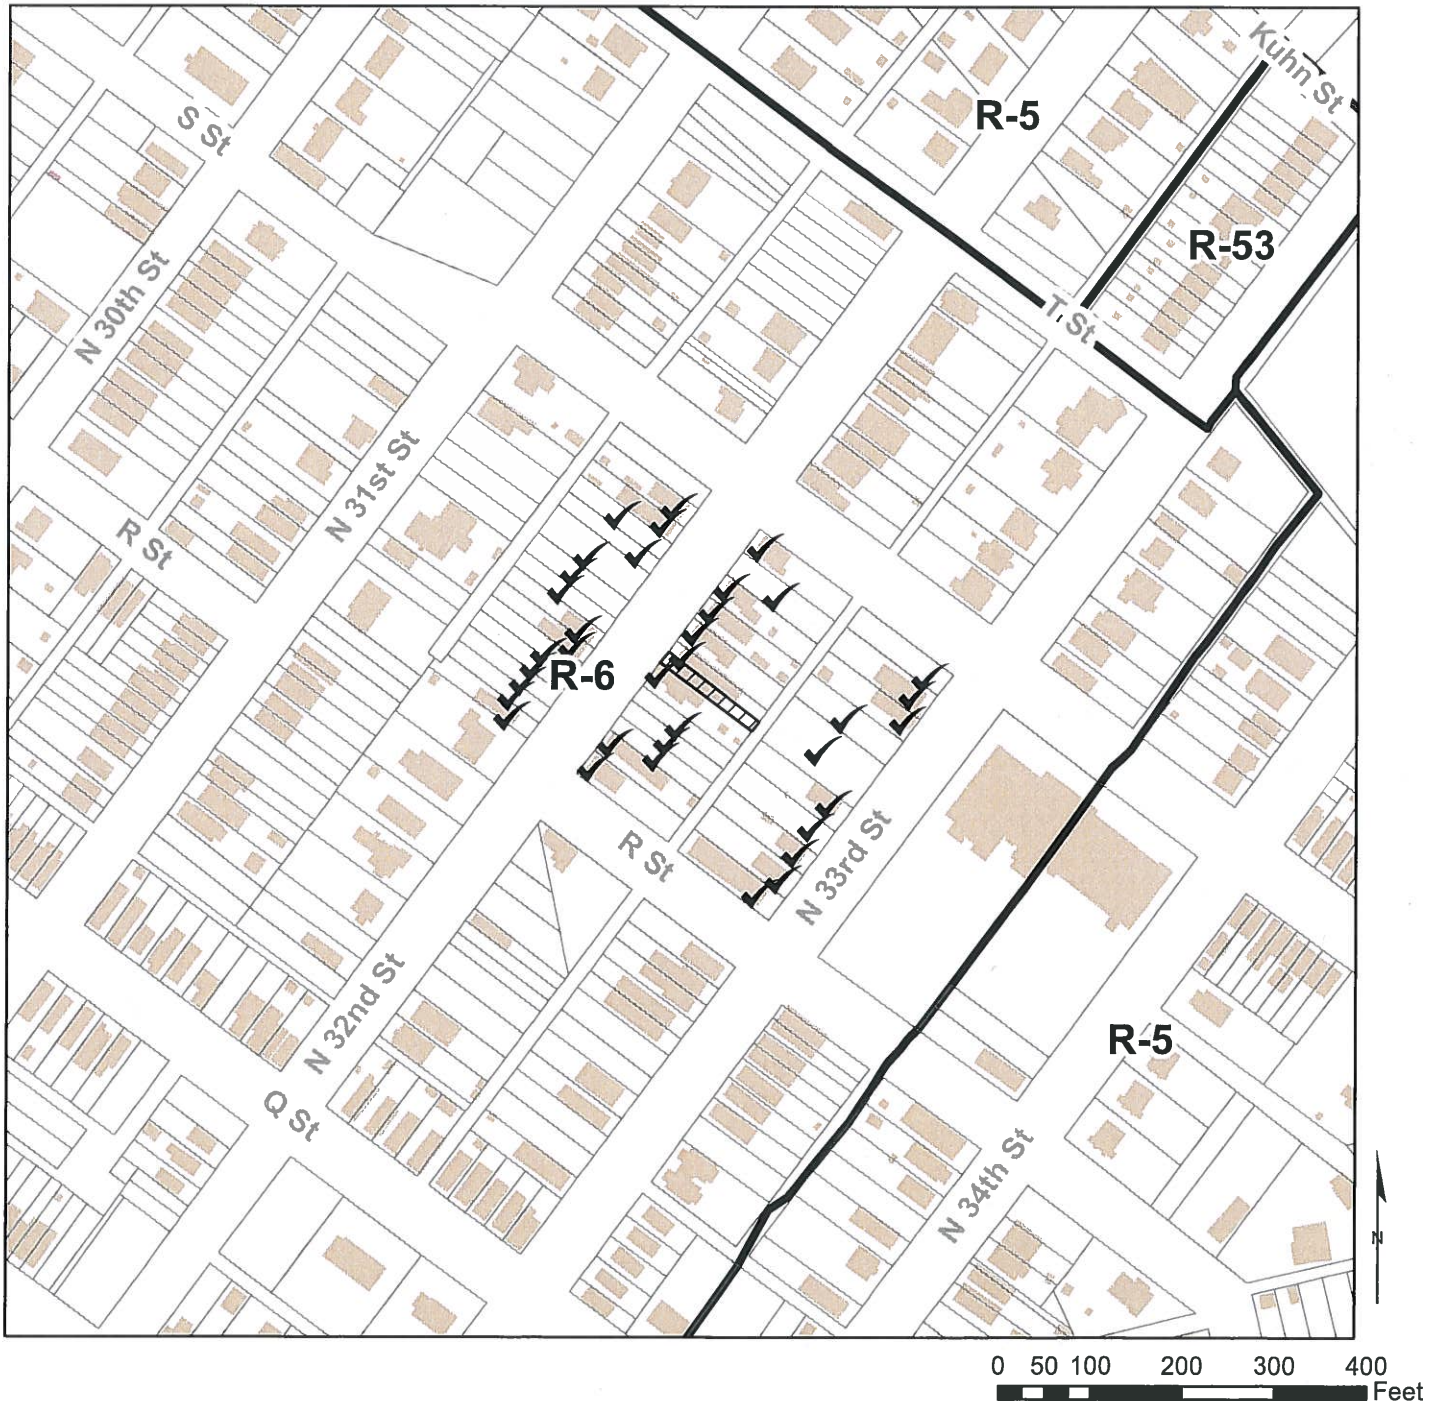 Kuhn St
R-5
S St
R-53
N 30th St
T St
N 31st St
R St
R-6
R St
N 33rd St
N 32nd St
R-5
Q St
N 34th St
N
0 50 100 200 300 400
Feet